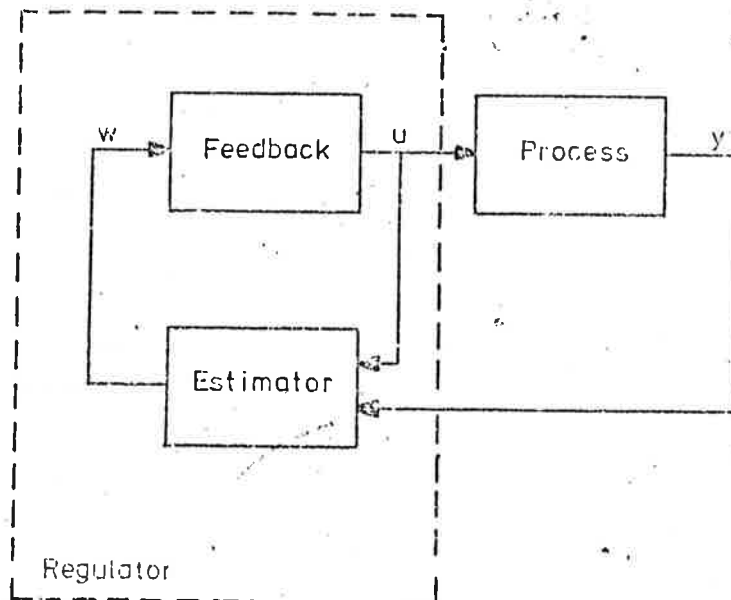 w
Feedback
u
Process
y
Estimator
Regulator